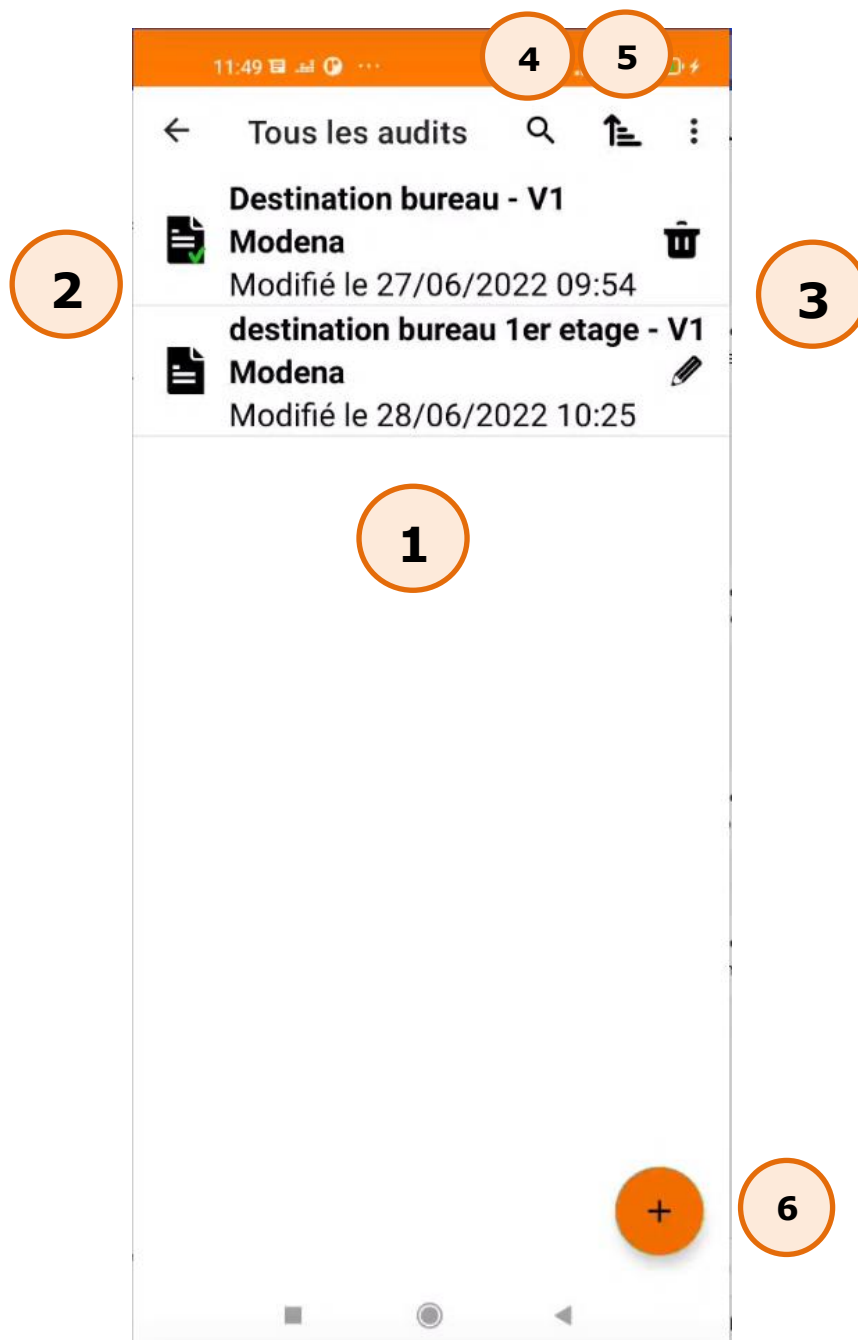 4
5
11:49
Tous les audits
Destination bureau - V1
Modena
Modifié le 27/06/2022 09:54
2
3
destination bureau 1er etage - V1
Modena
Modifié le 28/06/2022 10:25
1
+
6